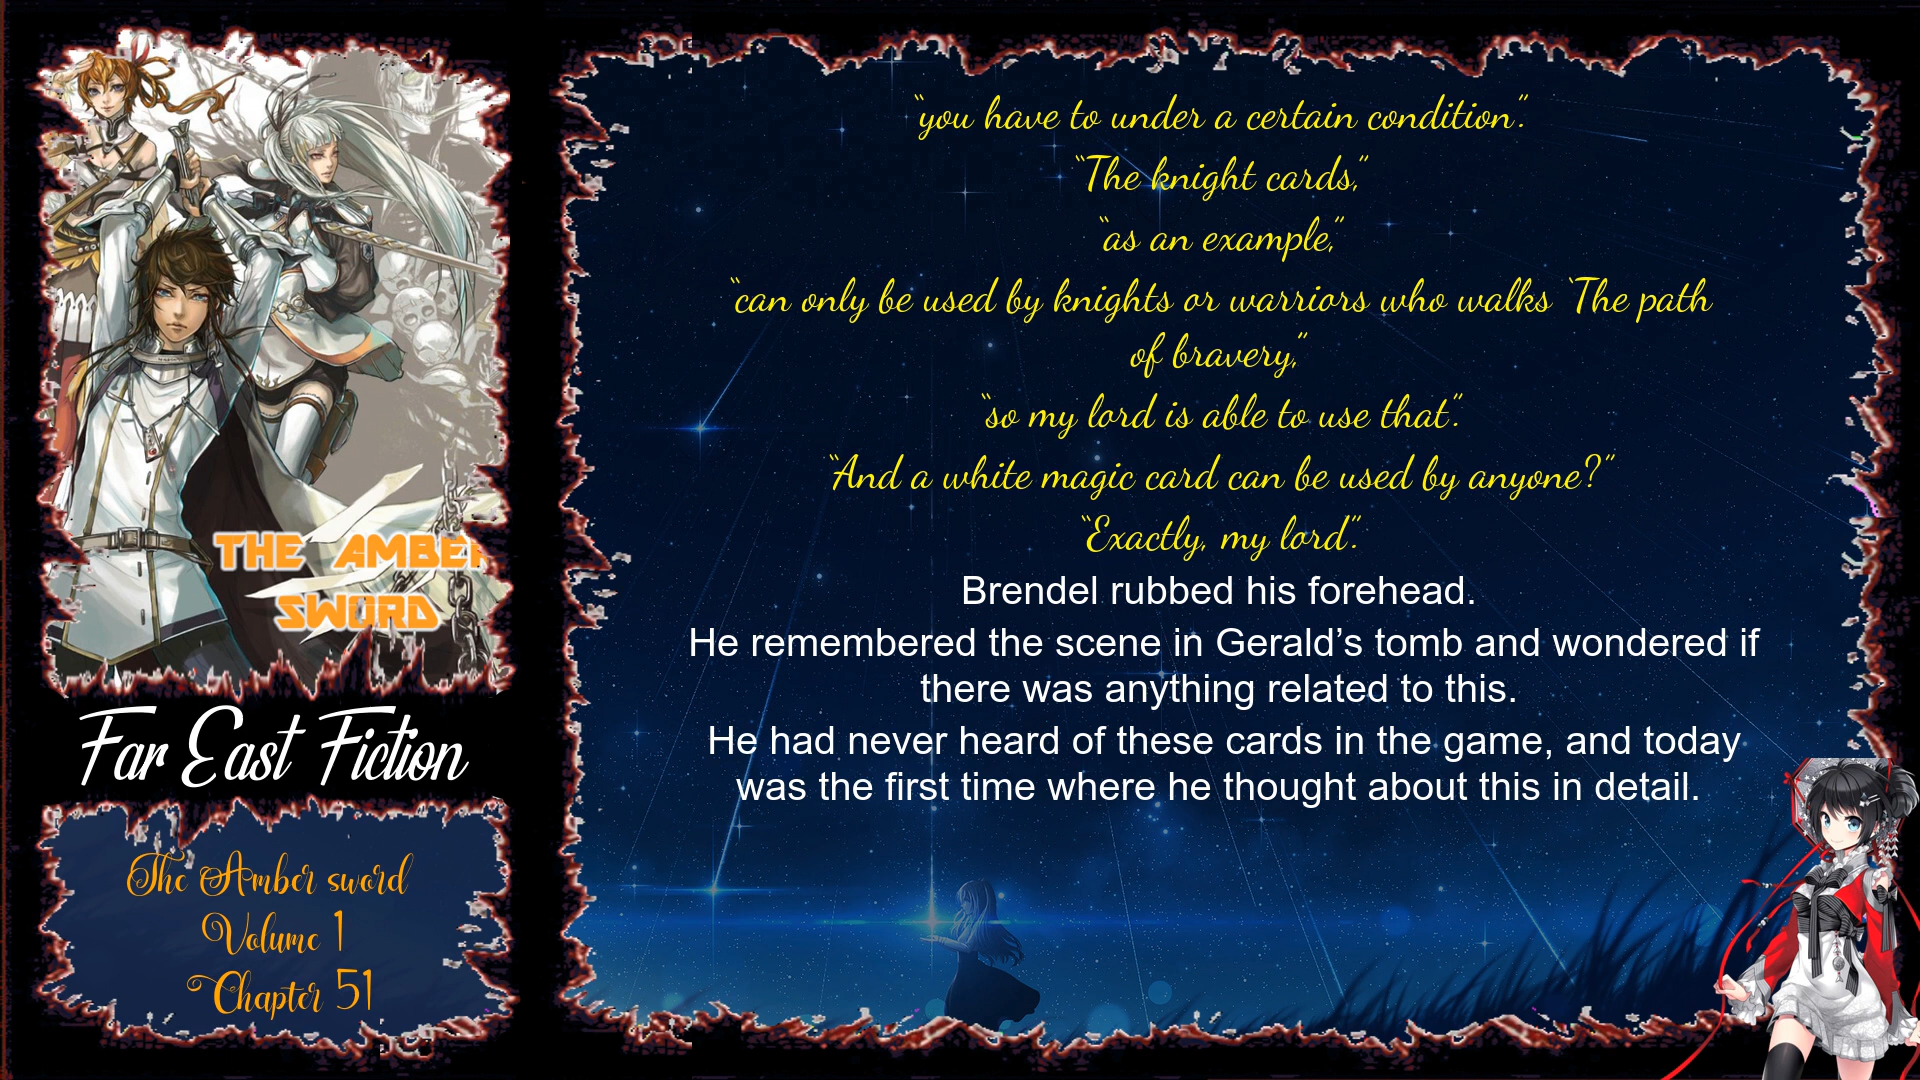 THE AMBER
SWORD
Far East Fiction
The Amber sword
Volume 1
Chapter 51
“you have to under a certain condition”.
“The knight cards,”
“as an example,”
“can only be used by knights or warriors who walks ‘The path
of bravery,”
“so my lord is able to use that”.
“And a white magic card can be used by anyone?”
“Exactly, my lord”.
Brendel rubbed his forehead.
He remembered the scene in Gerald’s tomb and wondered if
there was anything related to this.
He had never heard of these cards in the game, and today
was the first time where he thought about this in detail.